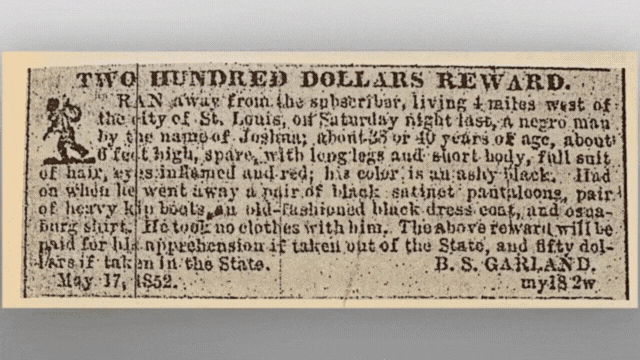 TWO HUNDRED DOLLARS REWARD.
RAN away from the subscriber, living 4 miles west of
the city of St. Louis, on Saturday night last, a negro man
by the name of Joshua; about 38 or 40 years of age, about
6 feet high, spare, with long legs and short body, full suit
of hair, eyes inflamed and red; his color is an ashy black. Had
on when he went away a pair of black satinet pantaloons, pair
of heavy kip boots, an old-fashioned black dress coat, and osna-
burg shirt. He took no clothes with him. The above reward will be
paid for his apprehension if taken out of the State, and fifty dol-
lars if taken in the State. B. S. GARLAND.
May 17, 1852. my18 2w